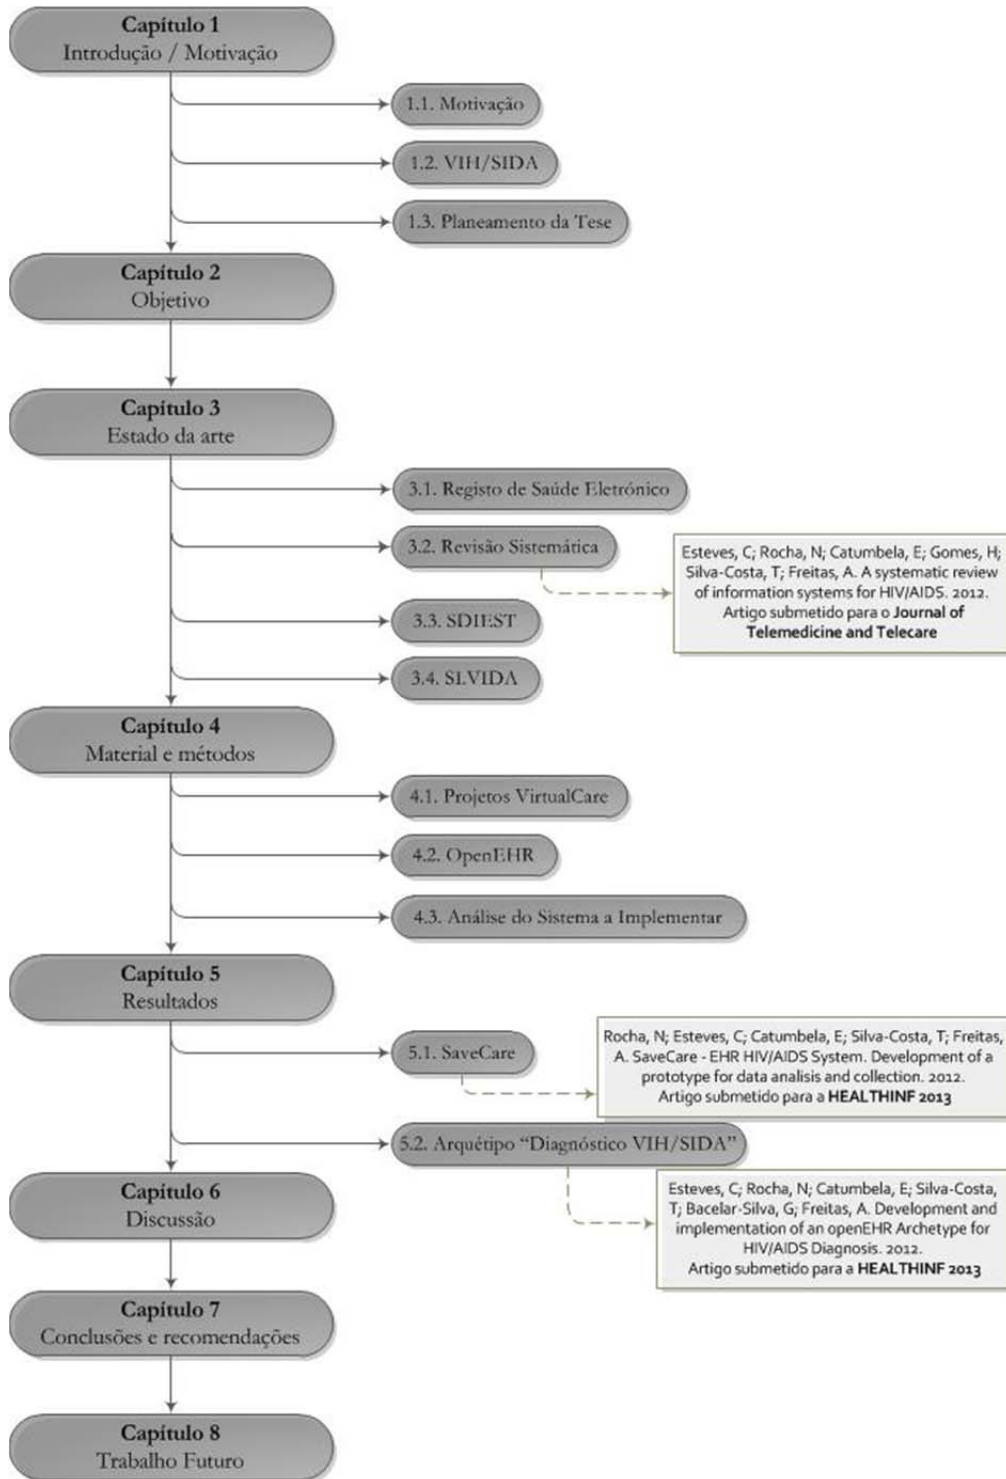 Capítulo 1
Introdução / Motivação
1.1. Motivação
1.2. VIH/SIDA
1.3. Planeamento da Tese
Capítulo 2
Objetivo
Capítulo 3
Estado da arte
3.1. Registo de Saúde Eletrónico
3.2. Revisão Sistemática
Esteves, C; Rocha, N; Catumbela, E; Gomes, H;
Silva-Costa, T; Freitas, A. A systematic review
of information systems for HIV/AIDS. 2012.
Artigo submetido para o Journal of
Telemedicine and Telecare
3.3. SDIEST
3.4. SI.VIDA
Capítulo 4
Material e métodos
4.1. Projetos VirtualCare
4.2. OpenEHR
4.3. Análise do Sistema a Implementar
Capítulo 5
Resultados
5.1. SaveCare
Rocha, N; Esteves, C; Catumbela, E; Silva-Costa, T; Freitas,
A. SaveCare - EHR HIV/AIDS System. Development of a
prototype for data analisis and collection. 2012.
Artigo submetido para a HEALTHINF 2013
5.2. Arquétipo “Diagnóstico VIH/SIDA”
Esteves, C; Rocha, N; Catumbela, E; Silva-Costa,
T; Bacelar-Silva, G; Freitas, A. Development and
implementation of an openEHR Archetype for
HIV/AIDS Diagnosis. 2012.
Artigo submetido para a HEALTHINF 2013
Capítulo 6
Discussão
Capítulo 7
Conclusões e recomendações
Capítulo 8
Trabalho Futuro